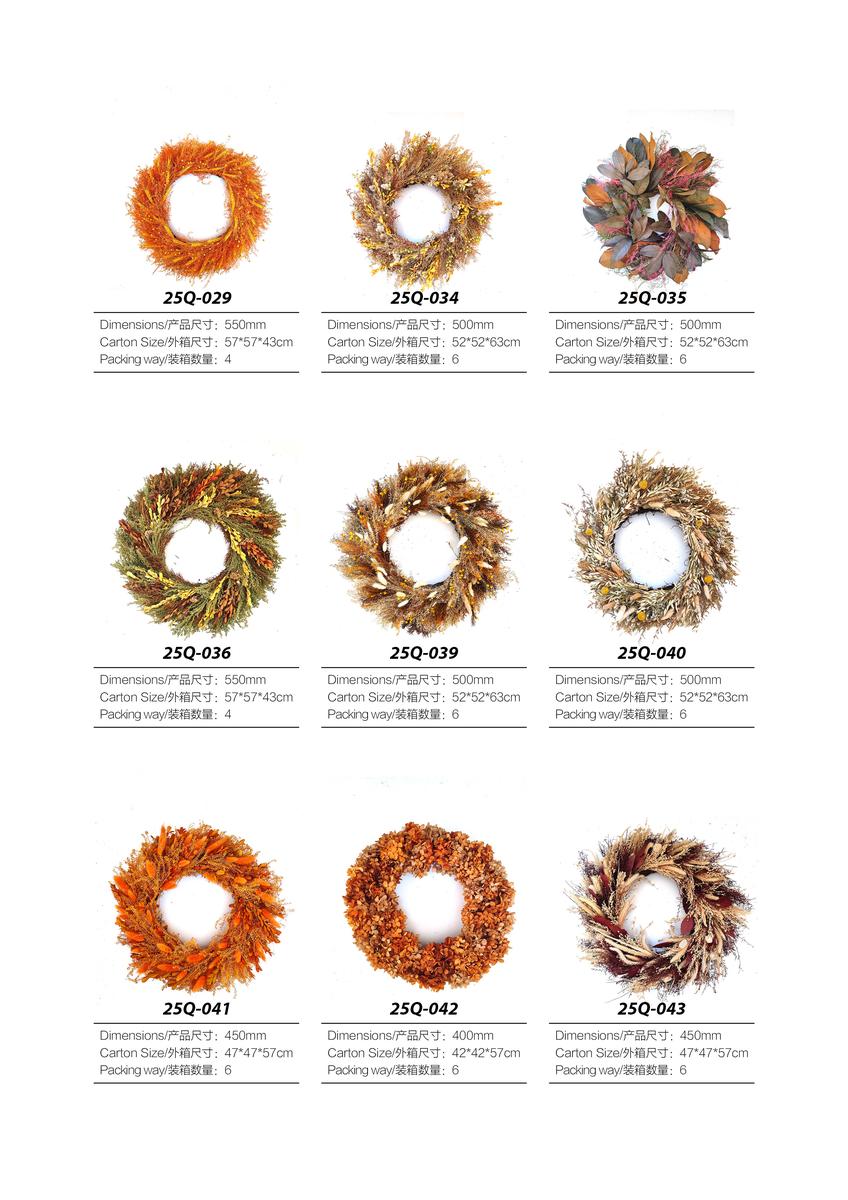 25Q-029
Dimensions/产品尺寸：550mm
Carton Size/外箱尺寸：57*57*43cm
Packing way/装箱数量：4
25Q-034
Dimensions/产品尺寸：500mm
Carton Size/外箱尺寸：52*52*63cm
Packing way/装箱数量：6
25Q-035
Dimensions/产品尺寸：500mm
Carton Size/外箱尺寸：52*52*63cm
Packing way/装箱数量：6
25Q-036
Dimensions/产品尺寸：550mm
Carton Size/外箱尺寸：57*57*43cm
Packing way/装箱数量：4
25Q-039
Dimensions/产品尺寸：500mm
Carton Size/外箱尺寸：52*52*63cm
Packing way/装箱数量：6
25Q-040
Dimensions/产品尺寸：500mm
Carton Size/外箱尺寸：52*52*63cm
Packing way/装箱数量：6
25Q-041
Dimensions/产品尺寸：450mm
Carton Size/外箱尺寸：47*47*57cm
Packing way/装箱数量：6
25Q-042
Dimensions/产品尺寸：400mm
Carton Size/外箱尺寸：42*42*57cm
Packing way/装箱数量：6
25Q-043
Dimensions/产品尺寸：450mm
Carton Size/外箱尺寸：47*47*57cm
Packing way/装箱数量：6